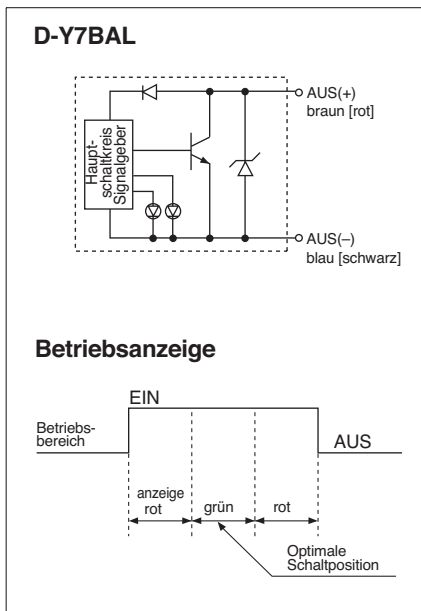 D-Y7BAL
AUS(+)
braun [rot]
Haupt-
schaltkreis
Signalgeber
AUS(–)
blau [schwarz]
Betriebsanzeige
EIN
Betriebs-
bereich
AUS
anzeige
rot
grün
rot
Optimale
Schaltposition